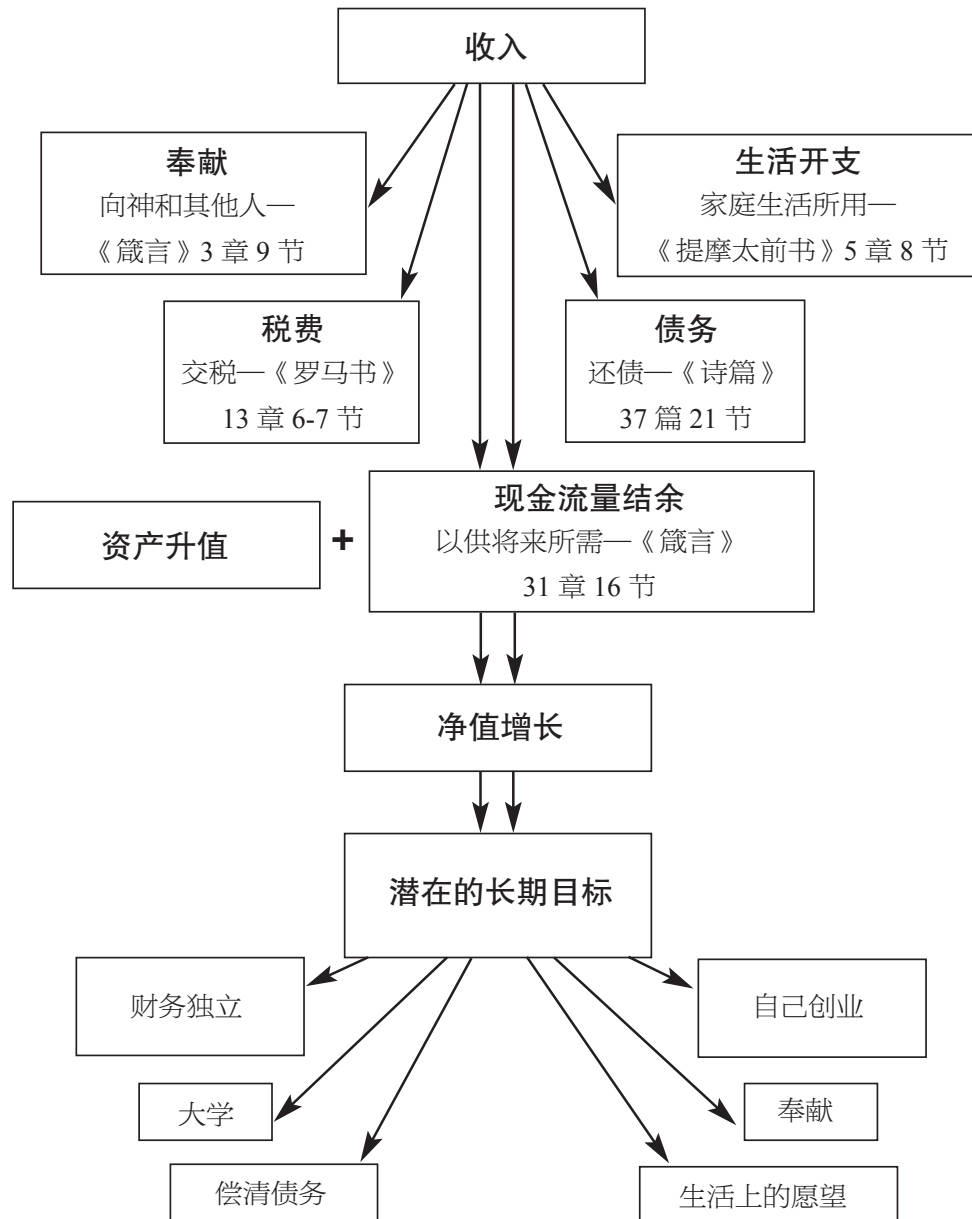 收入
奉献
向神和其他人—
《箴言》3 章 9 节
生活开支
家庭生活所用—
《提摩太前书》5 章 8 节
税费
交税—《罗马书》
13 章 6-7 节
债务
还债—《诗篇》
37 篇 21 节
资产升值
+
现金流量结余
以供将来所需—《箴言》
31 章 16 节
净值增长
潜在的长期目标
财务独立
自己创业
大学
奉献
偿清债务
生活上的愿望